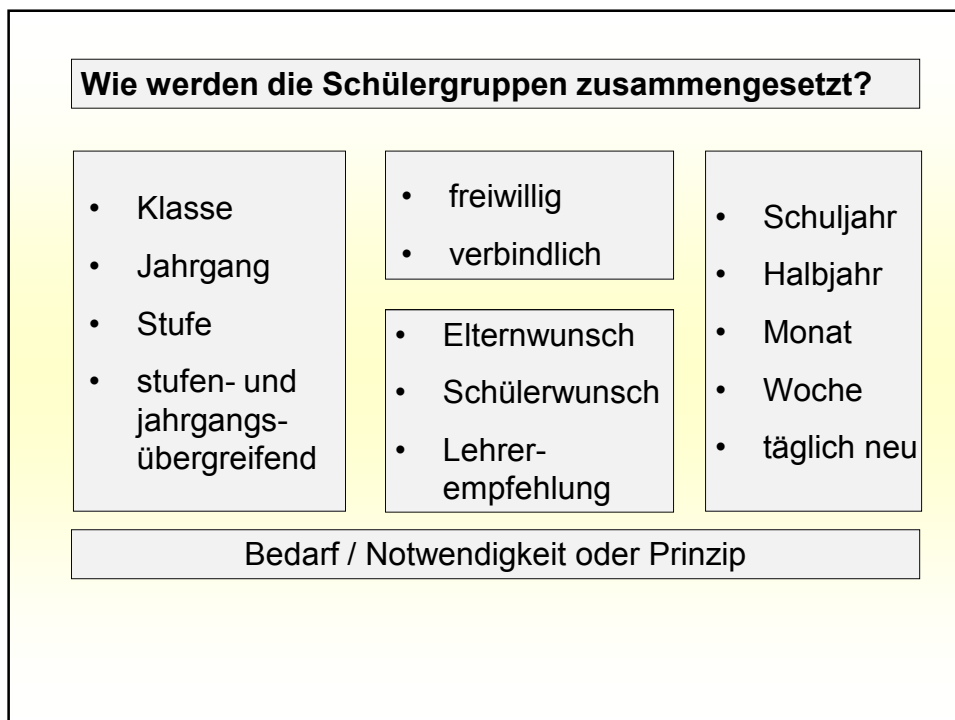 Wie werden die Schülergruppen zusammengesetzt?
• Klasse
• Jahrgang
• Stufe
• stufen- und
jahrgangs-
übergreifend
• freiwillig
• verbindlich
• Elternwunsch
• Schülerwunsch
• Lehrer-
empfehlung
• Schuljahr
• Halbjahr
• Monat
• Woche
• täglich neu
Bedarf / Notwendigkeit oder Prinzip